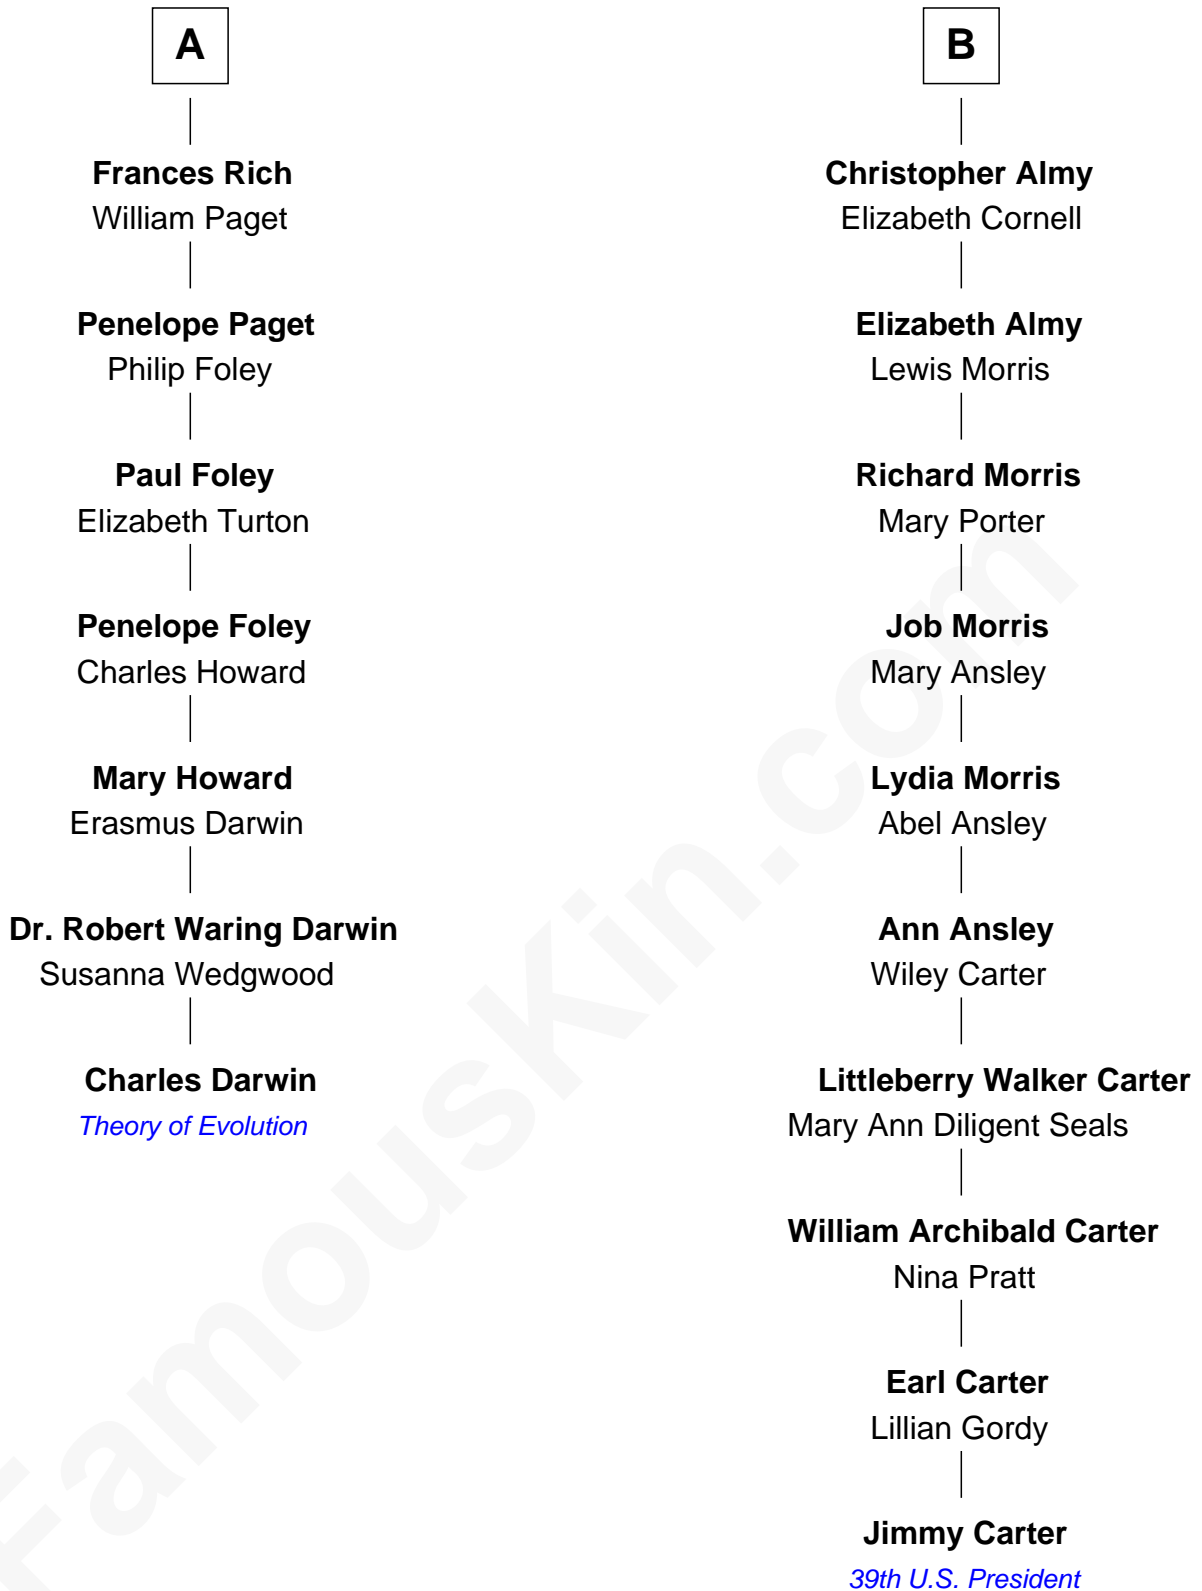 A
Frances Rich
William Paget
Penelope Paget
Philip Foley
Paul Foley
Elizabeth Turton
Penelope Foley
Charles Howard
Mary Howard
Erasmus Darwin
Dr. Robert Waring Darwin
Susanna Wedgwood
Charles Darwin
Theory of Evolution
B
Christopher Almy
Elizabeth Cornell
Elizabeth Almy
Lewis Morris
Richard Morris
Mary Porter
Job Morris
Mary Ansley
Lydia Morris
Abel Ansley
Ann Ansley
Wiley Carter
Littleberry Walker Carter
Mary Ann Diligent Seals
William Archibald Carter
Nina Pratt
Earl Carter
Lillian Gordy
Jimmy Carter
39th U.S. President
FamousKin.com